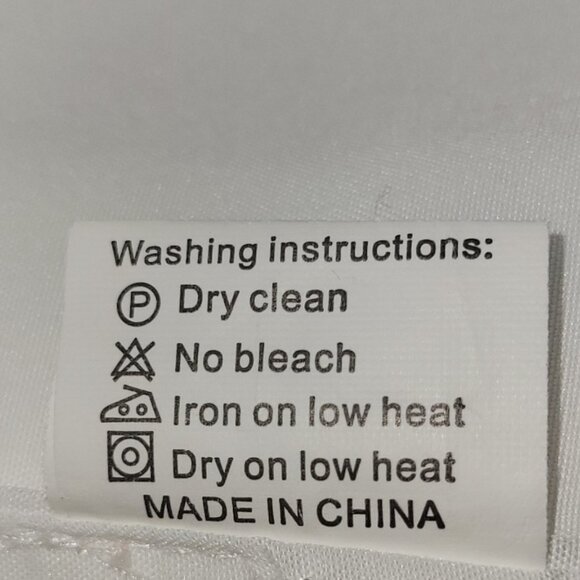 Washing instructions:
P Dry clean
No bleach
Iron on low heat
Dry on low heat
MADE IN CHINA